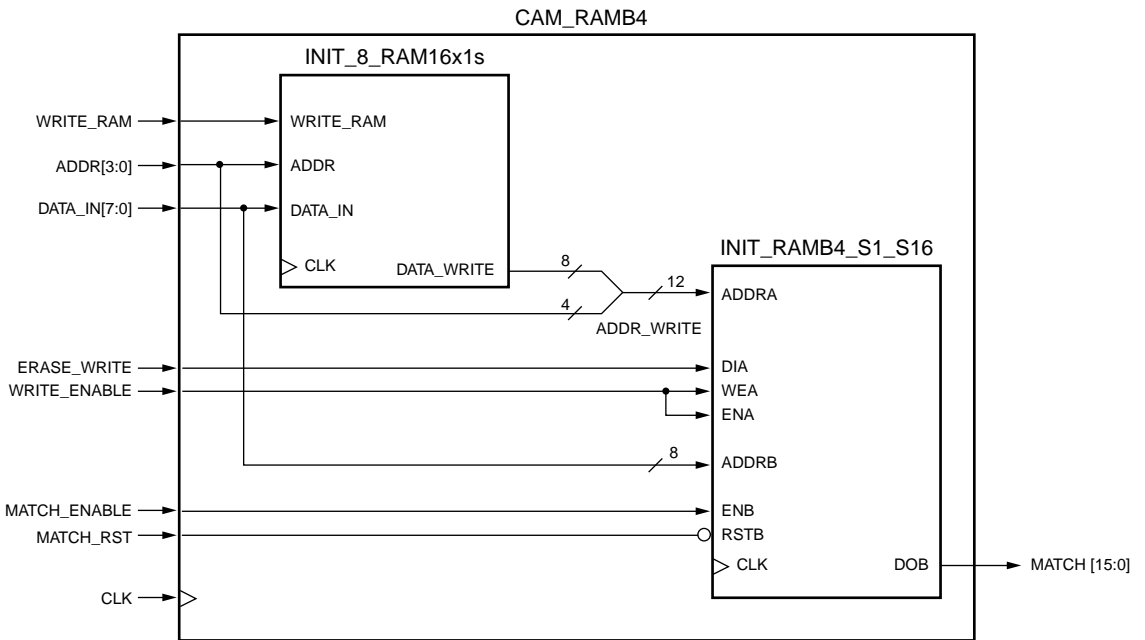 CAM_RAMB4
INIT_8_RAM16x1s
WRITE_RAM
WRITE_RAM
ADDR[3:0]
ADDR
DATA_IN[7:0]
DATA_IN
INIT_RAMB4_S1_S16
CLK
DATA_WRITE
8
12
ADDRA
4
ADDR_WRITE
ERASE_WRITE
DIA
WRITE_ENABLE
WEA
ENA
8
ADDRB
MATCH_ENABLE
ENB
MATCH_RST
RSTB
CLK
DOB
MATCH [15:0]
CLK